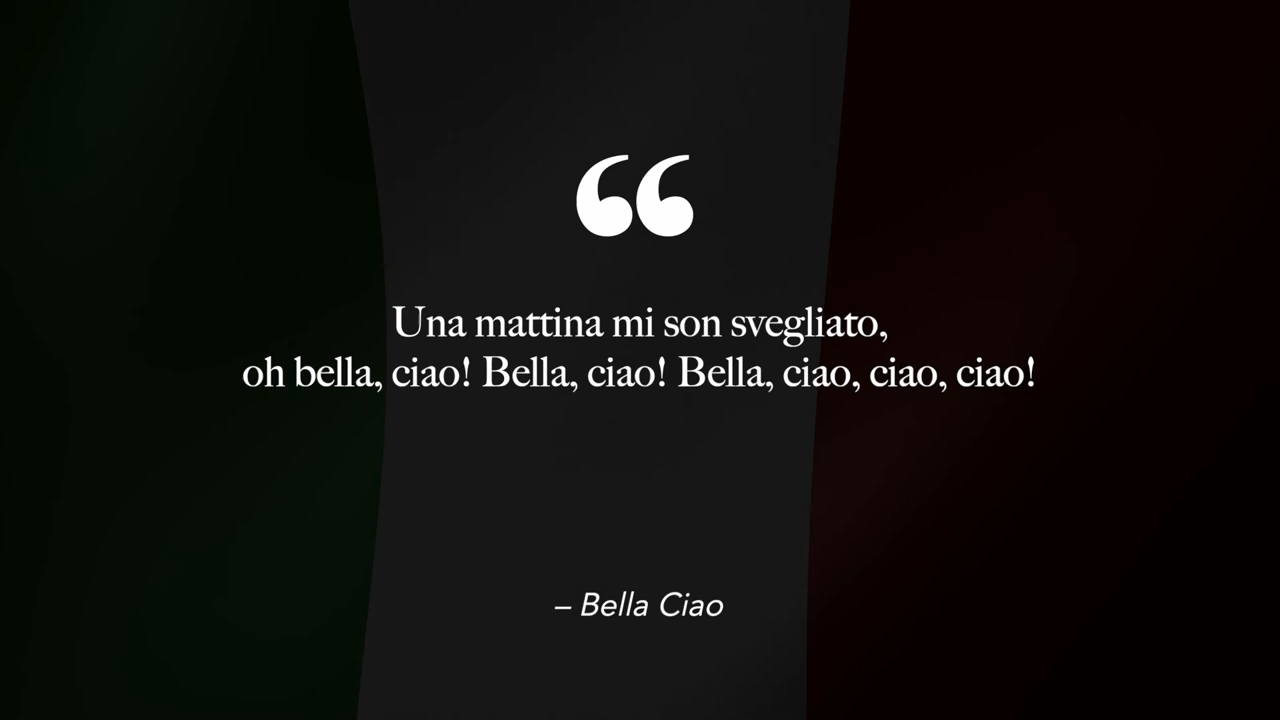 “
Una mattina mi son svegliato,
oh bella, ciao! Bella, ciao! Bella, ciao, ciao, ciao!
– Bella Ciao